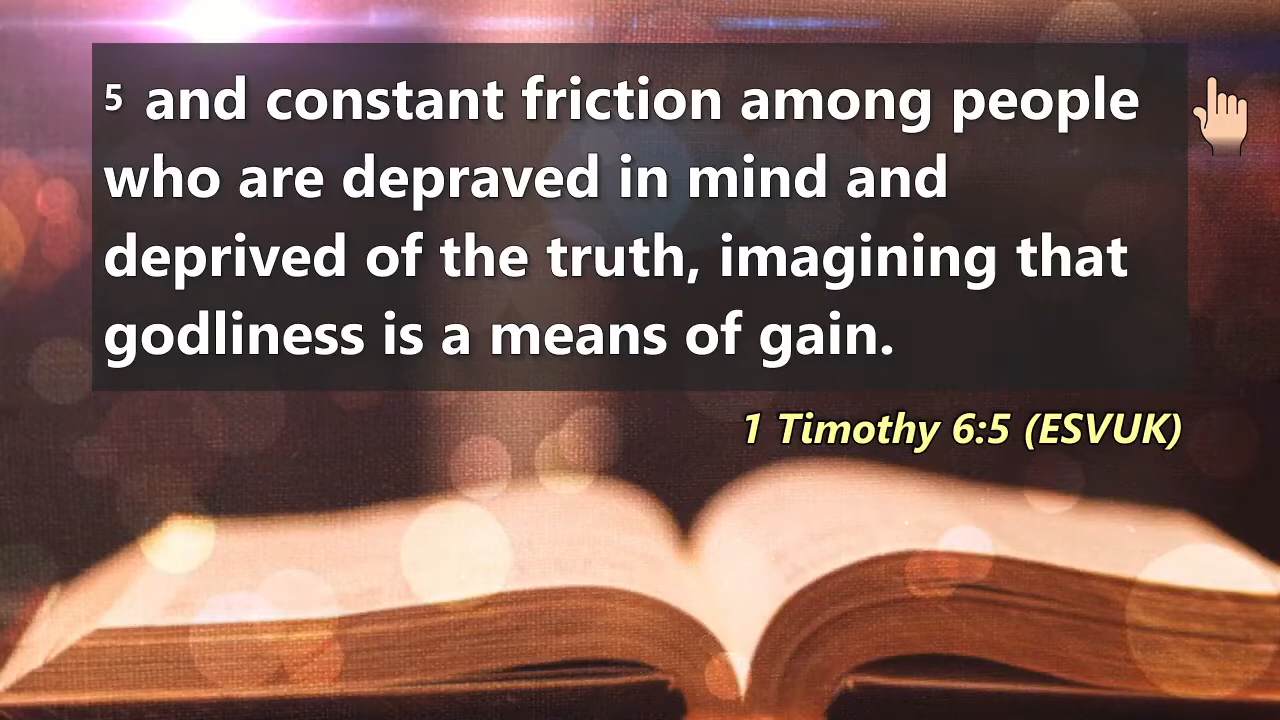 5 and constant friction among people
who are depraved in mind and
deprived of the truth, imagining that
godliness is a means of gain.
1 Timothy 6:5 (ESVUK)